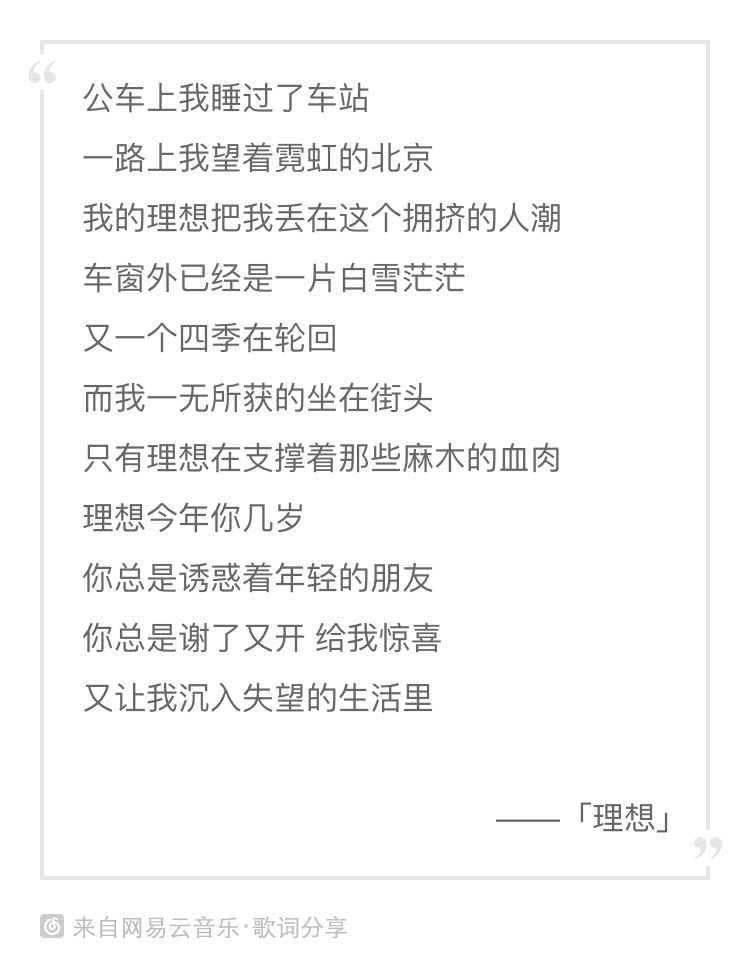 “
公车上我睡过了车站
一路上我望着霓虹的北京
我的理想把我丢在这个拥挤的人潮
车窗外已经是一片白雪茫茫
又一个四季在轮回
而我一无所获的坐在街头
只有理想在支撑着那些麻木的血肉
理想今年你几岁
你总是诱惑着年轻的朋友
你总是谢了又开 给我惊喜
又让我沉入失望的生活里
——「理想」
”
来自网易云音乐·歌词分享